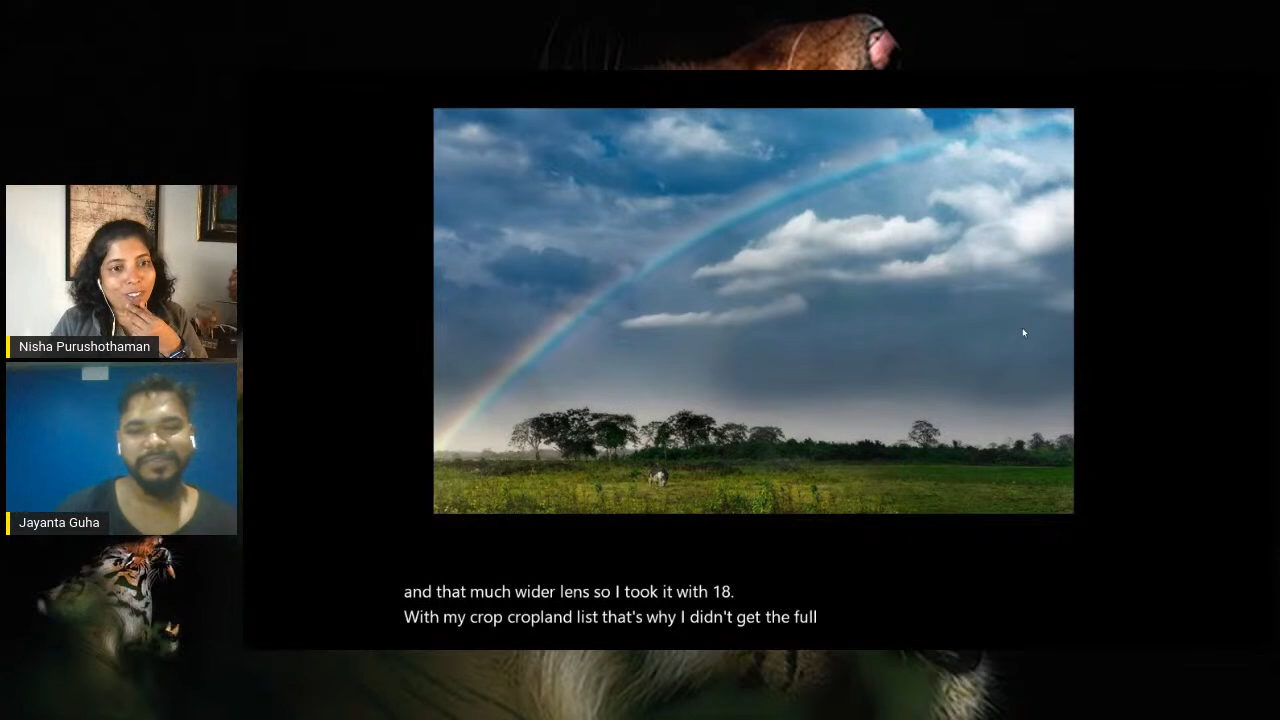 Nisha Purushothaman
Jayanta Guha
and that much wider lens so I took it with 18.
With my crop cropland list that's why I didn't get the full